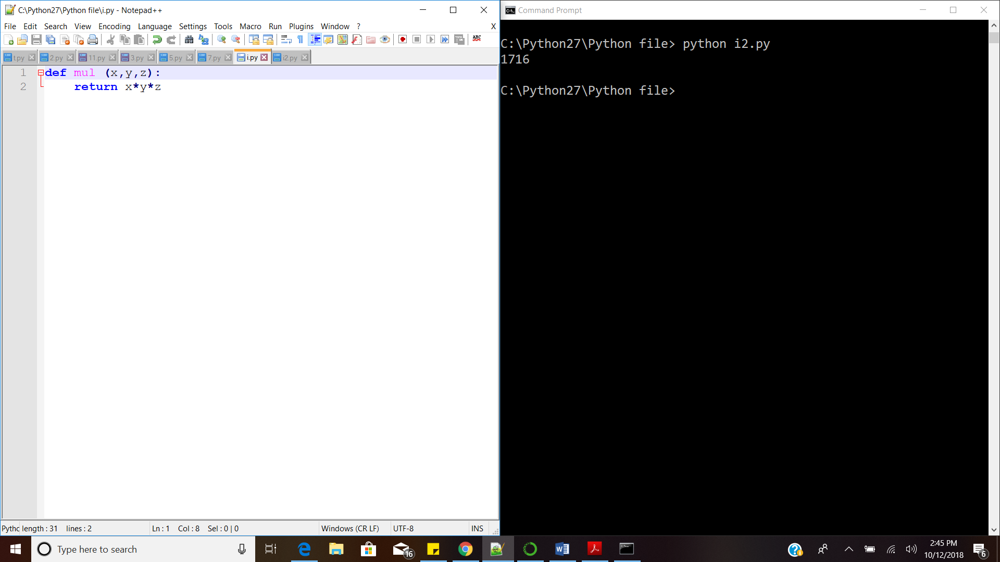 C:\Python27\Python file\i.py - Notepad++
File Edit Search View Encoding Language Settings Tools Macro Run Plugins Window ? X
ABC
t.py 2.py 11.py 3.py 5.py 7.py i.py i2.py
1 def mul (x,y,z):
2 return x*y*z
Pythc length : 31 lines : 2 Ln : 1 Col : 8 Sel : 0 | 0 Windows (CR LF) UTF-8 INS
Command Prompt
C:\Python27\Python file> python i2.py
1716
C:\Python27\Python file>
Type here to search
16
2:45 PM
10/12/2018
6